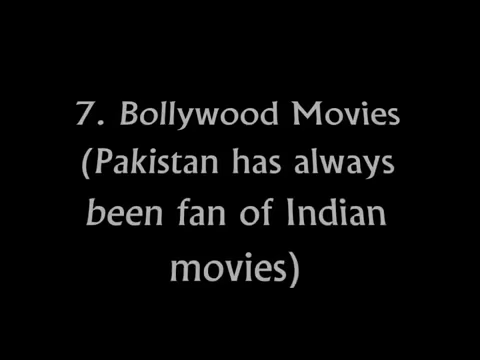 7. Bollywood Movies
(Pakistan has always
been fan of Indian
movies)